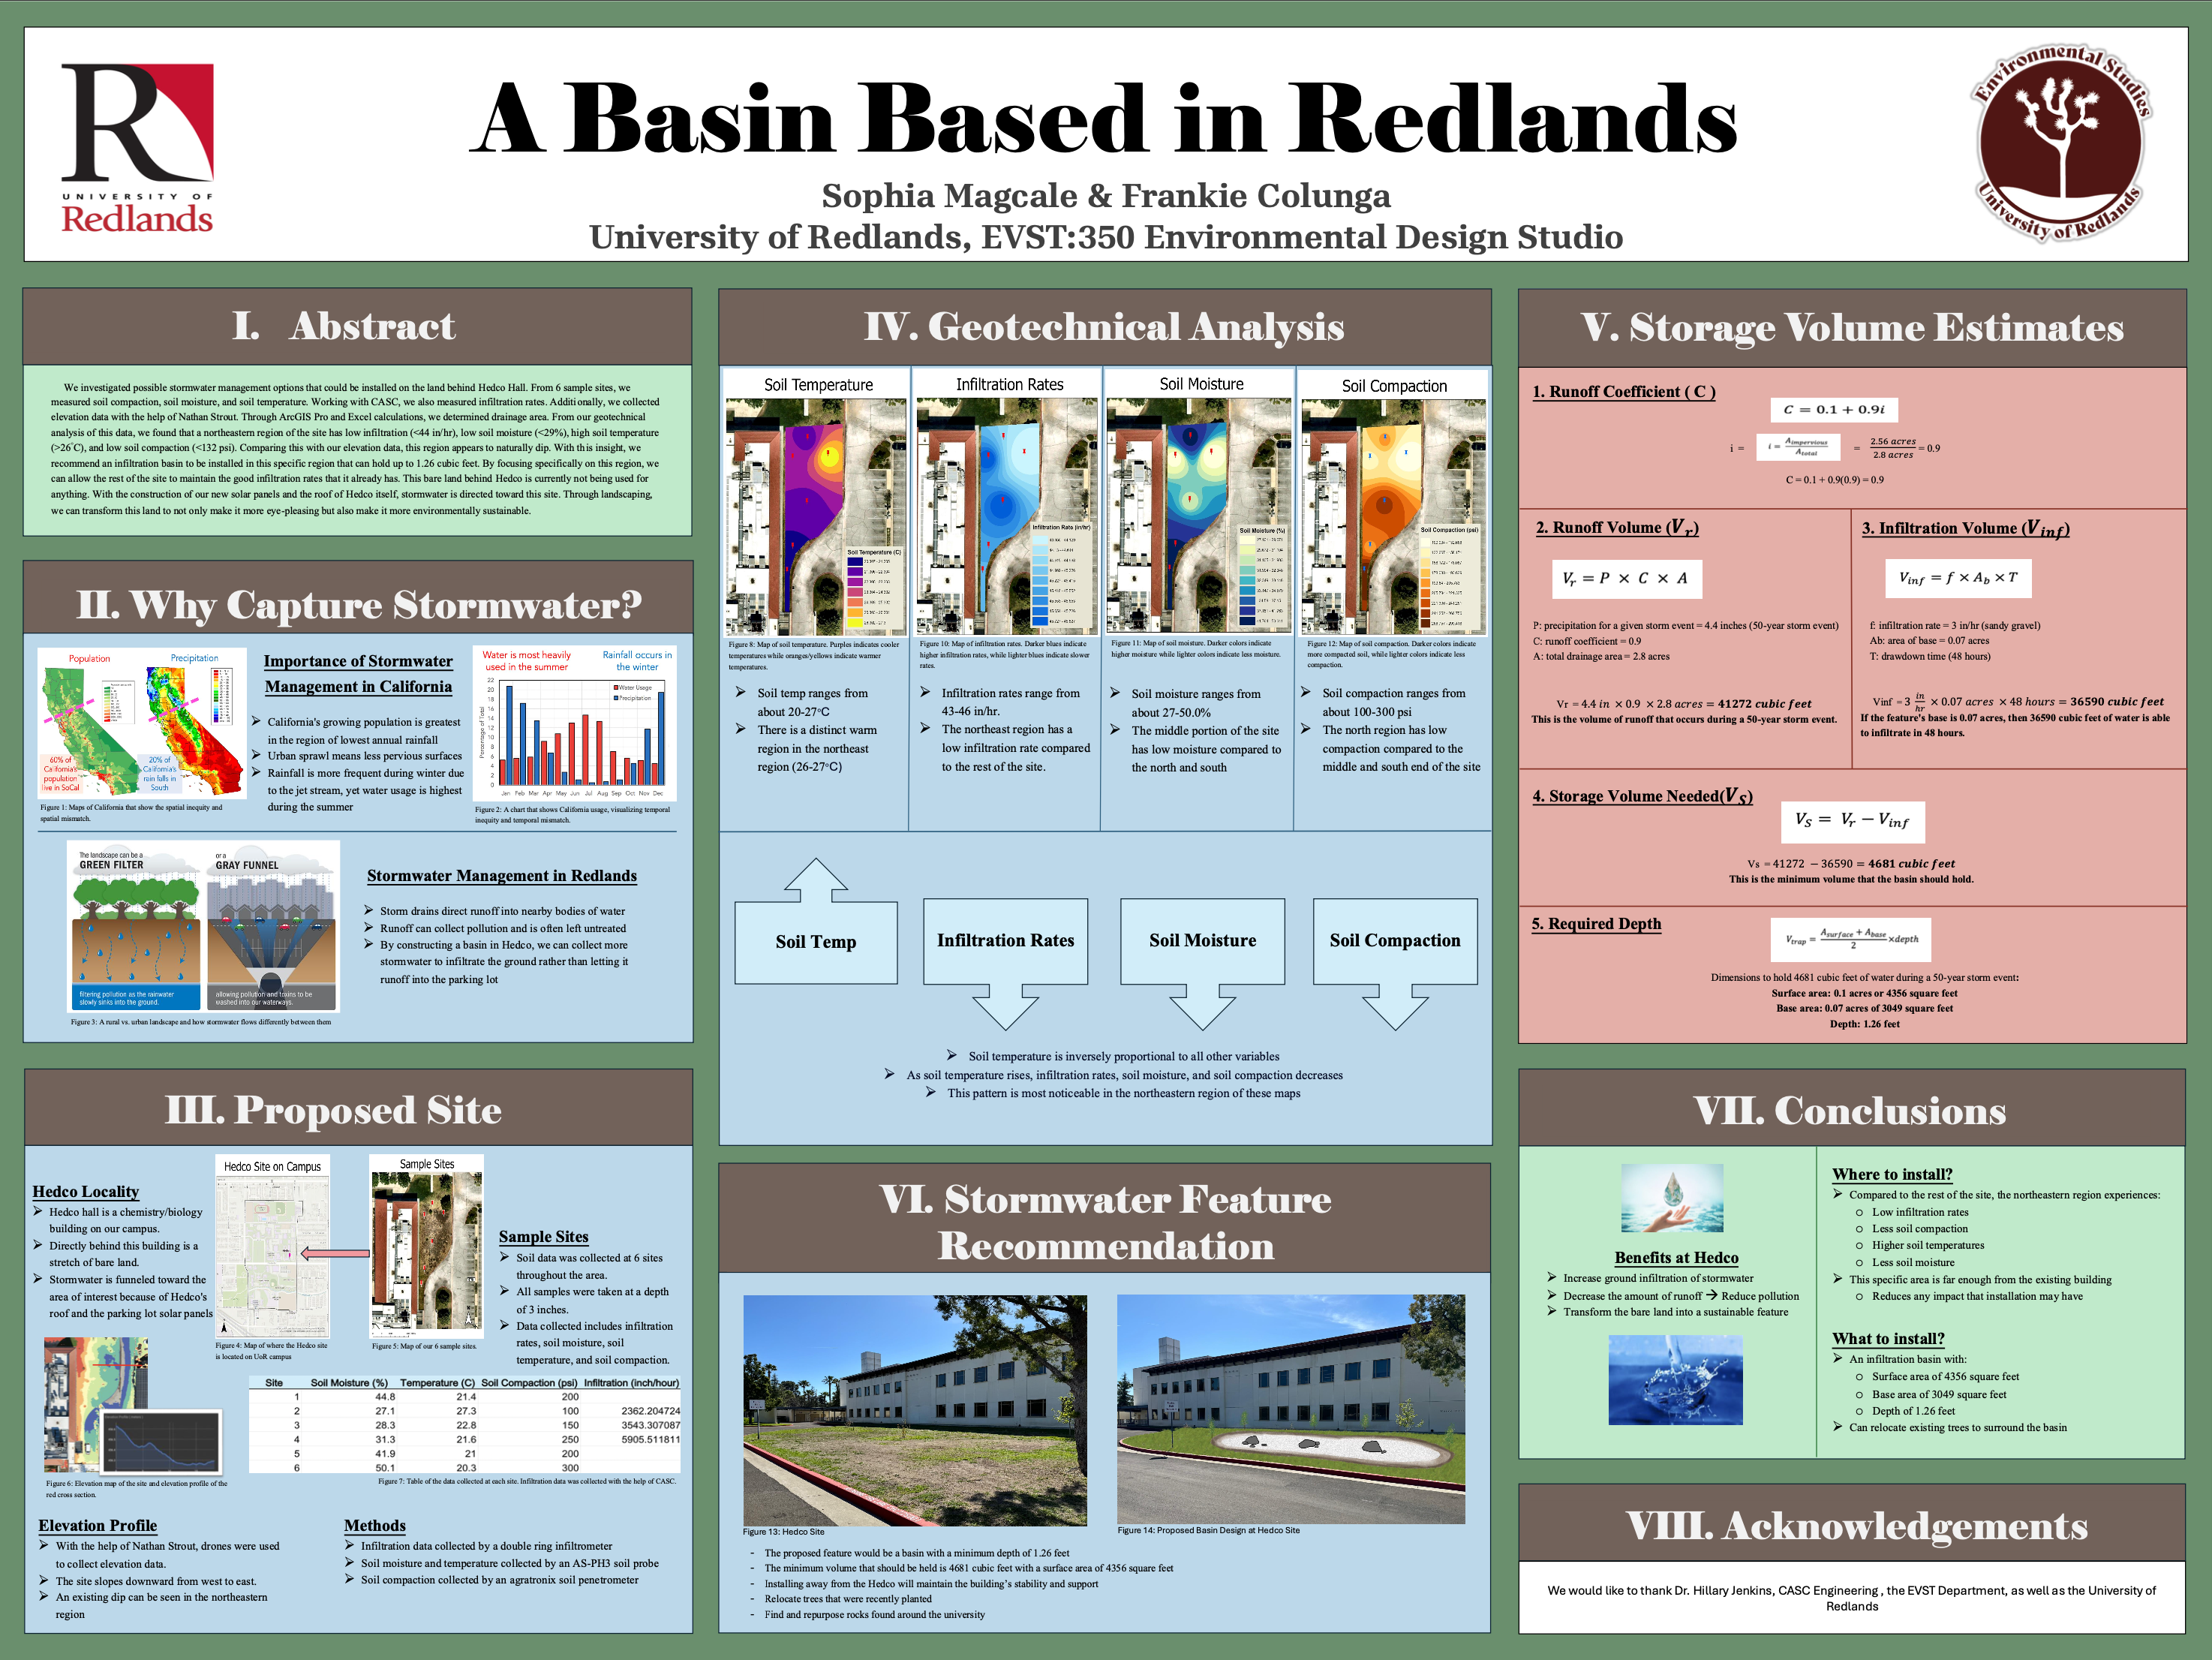 UNIVERSITY OF
Redlands
A Basin Based in Redlands
Sophia Magcale & Frankie Colunga
University of Redlands, EVST:350 Environmental Design Studio
Environmental Studies
University of Redlands
I. Abstract
We investigated possible stormwater management options that could be installed on the land behind Hedco Hall. From 6 sample sites, we
measured soil compaction, soil moisture, and soil temperature. Working with CASC, we also measured infiltration rates. Additionally, we collected
elevation data with the help of Nathan Strout. Through ArcGIS Pro and Excel calculations, we determined drainage area. From our geotechnical
analysis of this data, we found that a northeastern region of the site has low infiltration (<44 in/hr), low soil moisture (<29%), high soil temperature
(>26°C), and low soil compaction (<132 psi). Comparing this with our elevation data, this region appears to naturally dip. With this insight, we
recommend an infiltration basin to be installed in this specific region that can hold up to 1.26 cubic feet. By focusing specifically on this region, we
can allow the rest of the site to maintain the good infiltration rates that it already has. This bare land behind Hedco is currently not being used for
anything. With the construction of our new solar panels and the roof of Hedco itself, stormwater is directed toward this site. Through landscaping,
we can transform this land to not only make it more eye-pleasing but also make it more environmentally sustainable.
II. Why Capture Stormwater?
Population
Precipitation
60% of
California's
population
live in SoCal
20% of
California's
rain falls in
South
Figure 1: Maps of California that show the spatial inequity and
spatial mismatch.
Importance of Stormwater
Management in California
California's growing population is greatest
in the region of lowest annual rainfall
Urban sprawl means less pervious surfaces
Rainfall is more frequent during winter due
to the jet stream, yet water usage is highest
during the summer
Water is most heavily
used in the summer
Rainfall occurs in
the winter
Water Usage
Precipitation
Percentage of Total
22
20
18
16
14
12
10
8
6
4
2
0
Jan Feb Mar Apr May Jun Jul Aug Sep Oct Nov Dec
Figure 2: A chart that shows California usage, visualizing temporal
inequity and temporal mismatch.
The landscape can be a
GREEN FILTER
or a
GRAY FUNNEL
filtering pollution as the rainwater
slowly sinks into the ground.
allowing pollution and toxins to be
washed into our waterways.
Figure 3: A rural vs. urban landscape and how stormwater flows differently between them
Stormwater Management in Redlands
Storm drains direct runoff into nearby bodies of water
Runoff can collect pollution and is often left untreated
By constructing a basin in Hedco, we can collect more
stormwater to infiltrate the ground rather than letting it
runoff into the parking lot
III. Proposed Site
Hedco Locality
Hedco hall is a chemistry/biology
building on our campus.
Directly behind this building is a
stretch of bare land.
Stormwater is funneled toward the
area of interest because of Hedco's
roof and the parking lot solar panels
Hedco Site on Campus
Figure 4: Map of where the Hedco site
is located on UoR campus
Sample Sites
Figure 5: Map of our 6 sample sites.
Sample Sites
Soil data was collected at 6 sites
throughout the area.
All samples were taken at a depth
of 3 inches.
Data collected includes infiltration
rates, soil moisture, soil
temperature, and soil compaction.
Figure 6: Elevation map of the site and elevation profile of the
red cross section.
Site Soil Moisture (%) Temperature (C) Soil Compaction (psi) Infiltration (inch/hour)
1 44.8 21.4 200
2 27.1 27.3 100 2362.204724
3 28.3 22.8 150 3543.307087
4 31.3 21.6 250 5905.511811
5 41.9 21 200
6 50.1 20.3 300
Figure 7: Table of the data collected at each site. Infiltration data was collected with the help of CASC.
Elevation Profile
With the help of Nathan Strout, drones were used
to collect elevation data.
The site slopes downward from west to east.
An existing dip can be seen in the northeastern
region
Methods
Infiltration data collected by a double ring infiltrometer
Soil moisture and temperature collected by an AS-PH3 soil probe
Soil compaction collected by an agratronix soil penetrometer
IV. Geotechnical Analysis
Soil Temperature
Soil Temperature (C)
Figure 8: Map of soil temperature. Purples indicates cooler
temperatures while oranges/yellows indicate warmer
temperatures.
Soil temp ranges from
about 20-27°C
There is a distinct warm
region in the northeast
region (26-27°C)
Infiltration Rates
Infiltration Rate (in/hr)
Figure 10: Map of infiltration rates. Darker blues indicate
higher infiltration rates, while lighter blues indicate slower
rates.
Infiltration rates range from
43-46 in/hr.
The northeast region has a
low infiltration rate compared
to the rest of the site.
Soil Moisture
Soil Moisture (%)
Figure 11: Map of soil moisture. Darker colors indicate
higher moisture while lighter colors indicate less moisture.
Soil moisture ranges from
about 27-50.0%
The middle portion of the site
has low moisture compared to
the north and south
Soil Compaction
Soil Compaction (psi)
Figure 12: Map of soil compaction. Darker colors indicate
more compacted soil, while lighter colors indicate less
compaction.
Soil compaction ranges from
about 100-300 psi
The north region has low
compaction compared to the
middle and south end of the site
Soil Temp
Infiltration Rates
Soil Moisture
Soil Compaction
Soil temperature is inversely proportional to all other variables
As soil temperature rises, infiltration rates, soil moisture, and soil compaction decreases
This pattern is most noticeable in the northeastern region of these maps
VI. Stormwater Feature
Recommendation
Figure 13: Hedco Site
Figure 14: Proposed Basin Design at Hedco Site
- The proposed feature would be a basin with a minimum depth of 1.26 feet
- The minimum volume that should be held is 4681 cubic feet with a surface area of 4356 square feet
- Installing away from the Hedco will maintain the building's stability and support
- Relocate trees that were recently planted
- Find and repurpose rocks found around the university
V. Storage Volume Estimates
1. Runoff Coefficient ( C )
C = 0.1 + 0.9i
i = i = A_impervious / A_total = 2.56 acres / 2.8 acres = 0.9
C = 0.1 + 0.9(0.9) = 0.9
2. Runoff Volume (V_r)
V_r = P × C × A
P: precipitation for a given storm event = 4.4 inches (50-year storm event)
C: runoff coefficient = 0.9
A: total drainage area = 2.8 acres
Vr = 4.4 in × 0.9 × 2.8 acres = 41272 cubic feet
This is the volume of runoff that occurs during a 50-year storm event.
3. Infiltration Volume (V_inf)
V_inf = f × A_b × T
f: infiltration rate = 3 in/hr (sandy gravel)
Ab: area of base = 0.07 acres
T: drawdown time (48 hours)
Vinf = 3 in/hr × 0.07 acres × 48 hours = 36590 cubic feet
If the feature's base is 0.07 acres, then 36590 cubic feet of water is able
to infiltrate in 48 hours.
4. Storage Volume Needed(V_S)
V_S = V_r − V_inf
Vs = 41272 − 36590 = 4681 cubic feet
This is the minimum volume that the basin should hold.
5. Required Depth
V_trap = (A_surface + A_base) / 2 × depth
Dimensions to hold 4681 cubic feet of water during a 50-year storm event:
Surface area: 0.1 acres or 4356 square feet
Base area: 0.07 acres of 3049 square feet
Depth: 1.26 feet
VII. Conclusions
Benefits at Hedco
Increase ground infiltration of stormwater
Decrease the amount of runoff → Reduce pollution
Transform the bare land into a sustainable feature
Where to install?
Compared to the rest of the site, the northeastern region experiences:
Low infiltration rates
Less soil compaction
Higher soil temperatures
Less soil moisture
This specific area is far enough from the existing building
Reduces any impact that installation may have
What to install?
An infiltration basin with:
Surface area of 4356 square feet
Base area of 3049 square feet
Depth of 1.26 feet
Can relocate existing trees to surround the basin
VIII. Acknowledgements
We would like to thank Dr. Hillary Jenkins, CASC Engineering , the EVST Department, as well as the University of
Redlands